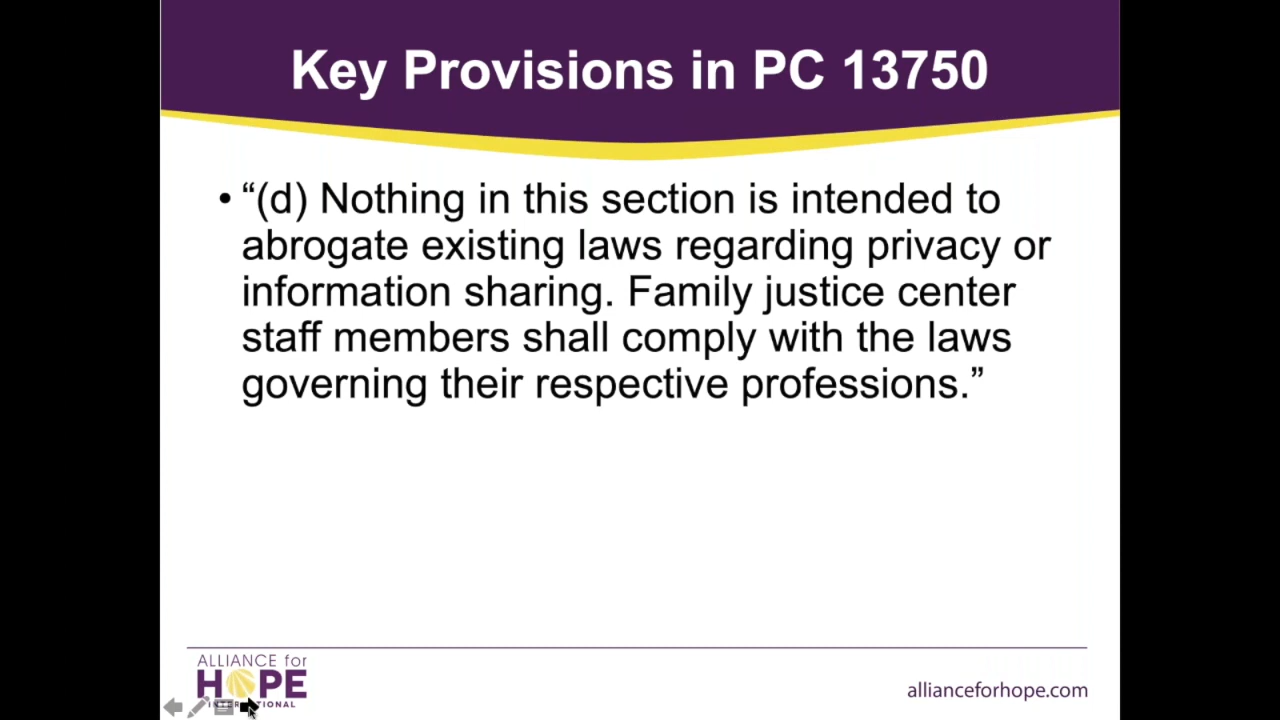 Key Provisions in PC 13750
• “(d) Nothing in this section is intended to
abrogate existing laws regarding privacy or
information sharing. Family justice center
staff members shall comply with the laws
governing their respective professions.”
ALLIANCE for
HOPE
INTERNATIONAL
allianceforhope.com